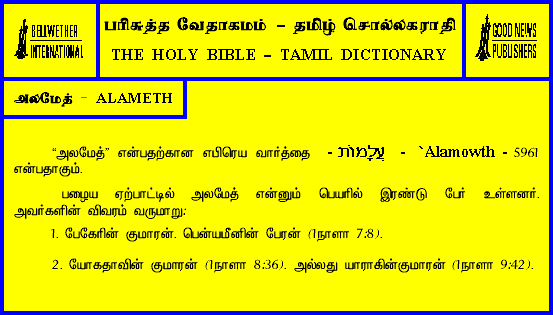 BELLWETHER
INTERNATIONAL
பரிசுத்த வேதாகமம் – தமிழ் சொல்லகராதி
THE HOLY BIBLE – TAMIL DICTIONARY
GOOD NEWS
PUBLISHERS
அலமேத் – ALAMETH
“அலமேத்” என்பதற்கான எபிரெய வார்த்தை - עֲלָמוֹת - `Alamowth - 5961
என்பதாகும்.
பழைய ஏற்பாட்டில் அலமேத் என்னும் பெயரில் இரண்டு பேர் உள்ளனர்.
அவர்களின் விவரம் வருமாறு:
1. பேகேரின் குமாரன். பென்யமீனின் பேரன் (1நாளா 7:8).
2. யோகதாவின் குமாரன் (1நாளா 8:36). அல்லது யாராகின்குமாரன் (1நாளா 9:42).